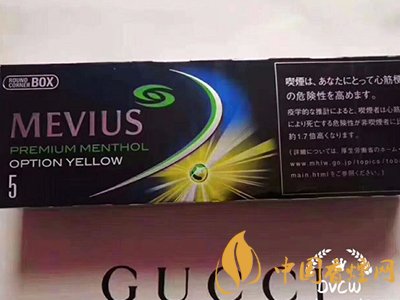 ROUND
CORNER BOX
MEVIUS
PREMIUM MENTHOL
OPTION YELLOW
5
喫煙は、あなたにとって心筋梗
の危険性を高めます。
疫学的な推計によると、喫煙者は心筋
により死亡する危険性が非喫煙者に比
約1.7倍高くなります。
(詳細については、厚生労働省のホーム
www.mhlw.go.jp/topics/tob
main.htmlをご参照ください。)
GUCC
中国香烟网
DVCW